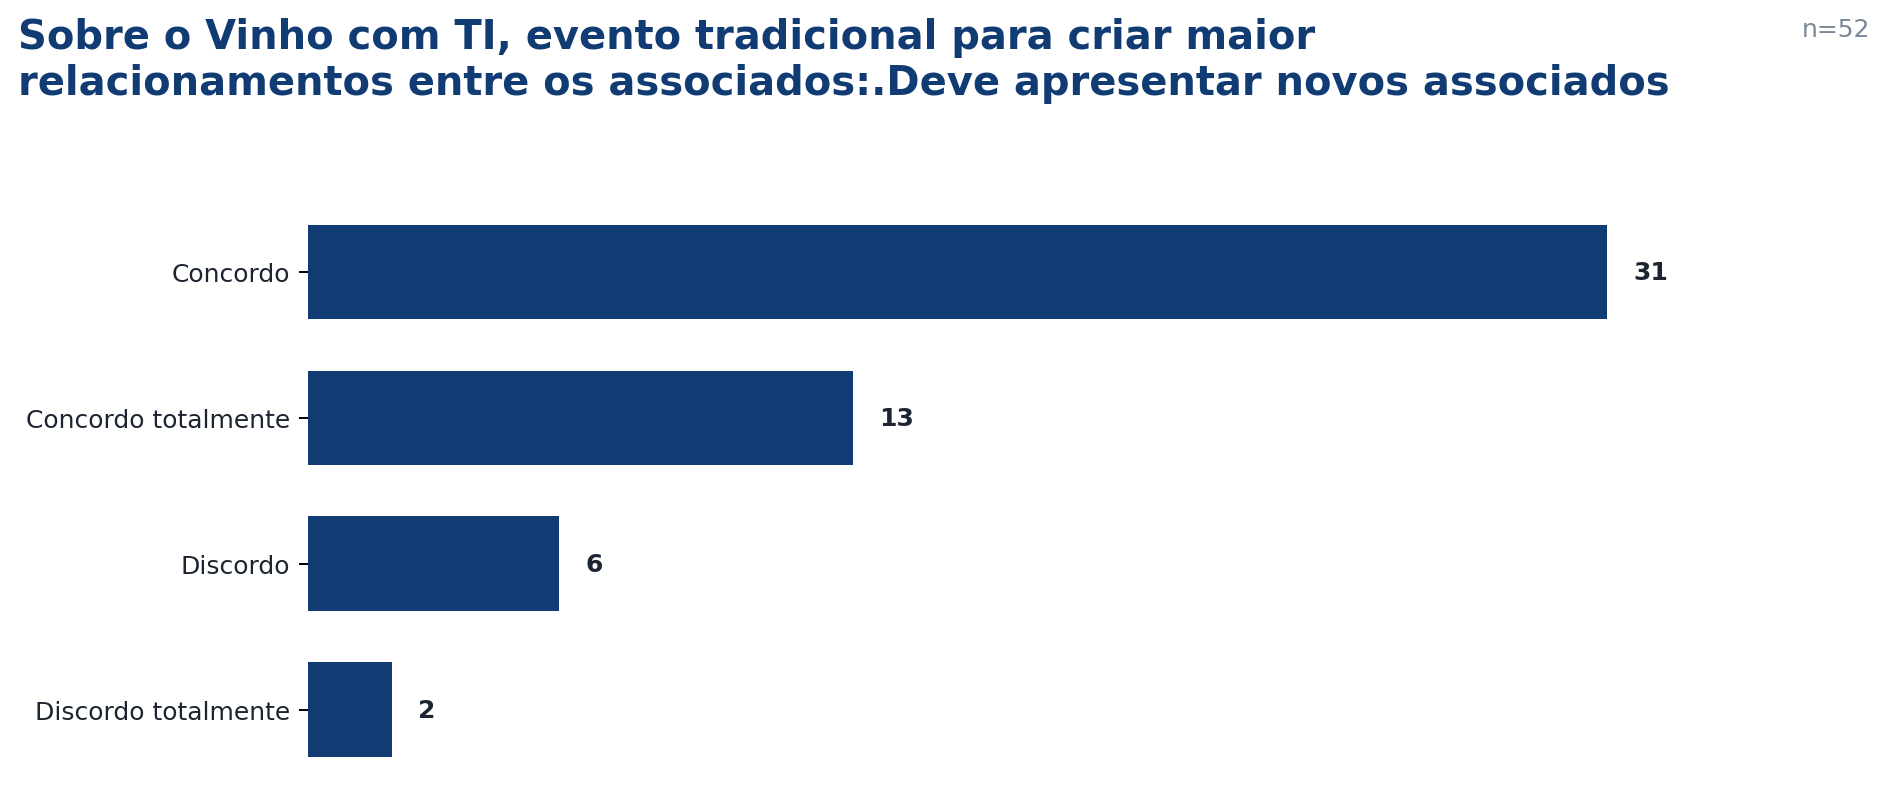 Sobre o Vinho com TI, evento tradicional para criar maior
relacionamentos entre os associados:.Deve apresentar novos associados
n=52
Concordo
31
Concordo totalmente
13
Discordo
6
Discordo totalmente
2